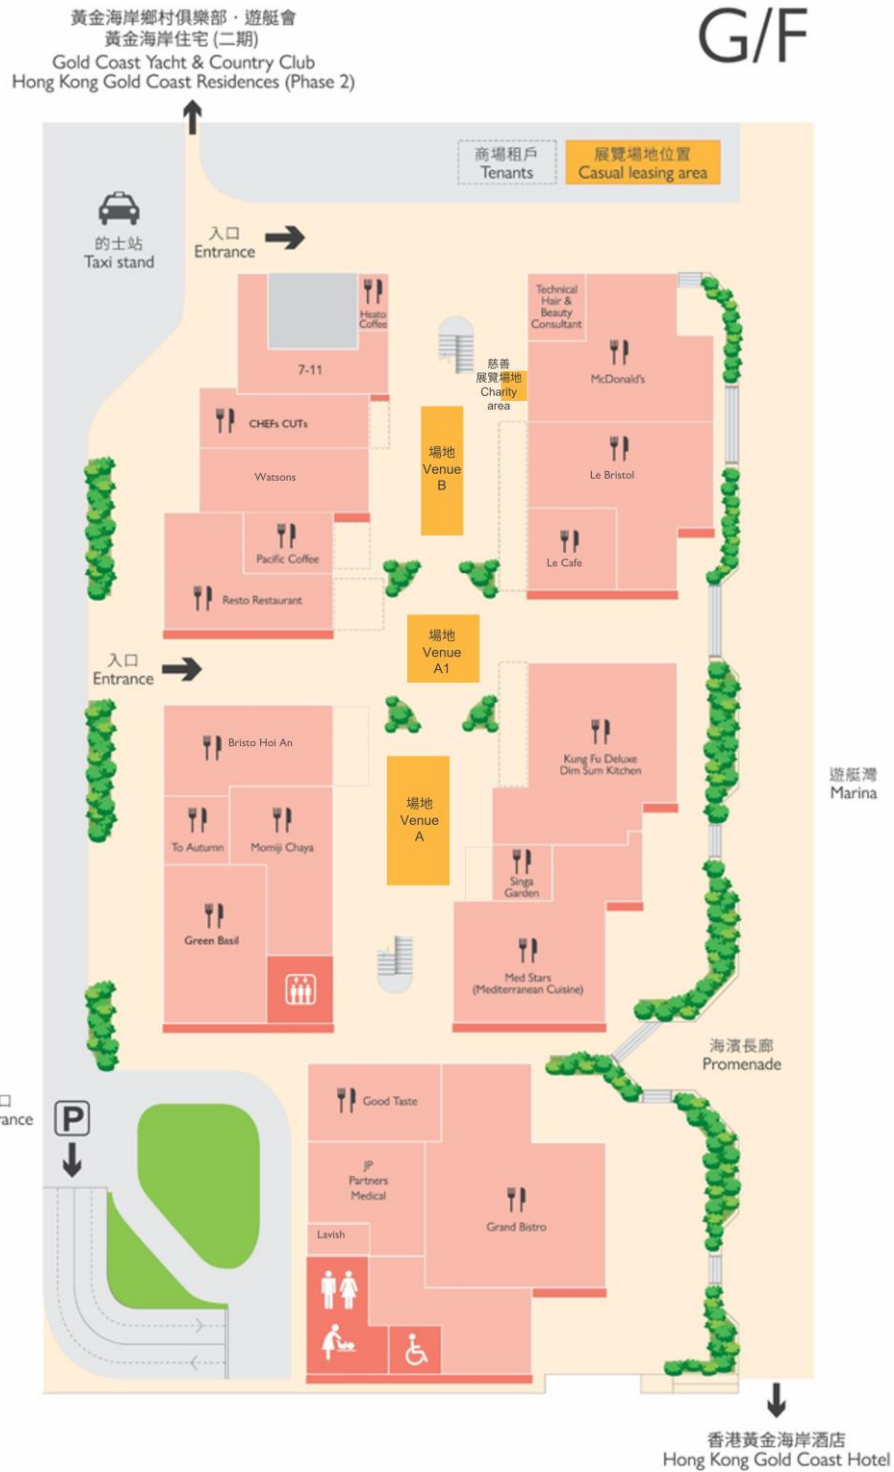 黃金海岸鄉村俱樂部．遊艇會
黃金海岸住宅 (二期)
Gold Coast Yacht & Country Club
Hong Kong Gold Coast Residences (Phase 2)
G/F
商場租戶
Tenants
展覽場地位置
Casual leasing area
的士站
Taxi stand
入口
Entrance
Heato
Coffee
7-11
Technical
Hair &
Beauty
Consultant
McDonald's
慈善
展覽場地
Charity
area
CHEFs CUTs
場地
Venue
B
Watsons
Le Bristol
Pacific Coffee
Le Cafe
Resto Restaurant
場地
Venue
A1
入口
Entrance
Bristo Hoi An
Kung Fu Deluxe
Dim Sum Kitchen
遊艇灣
Marina
場地
Venue
A
To Autumn
Momiji Chaya
Singa
Garden
Green Basil
Med Stars
(Mediterranean Cuisine)
海濱長廊
Promenade
口
rance
P
Good Taste
JP
Partners
Medical
Grand Bistro
Lavish
香港黃金海岸酒店
Hong Kong Gold Coast Hotel